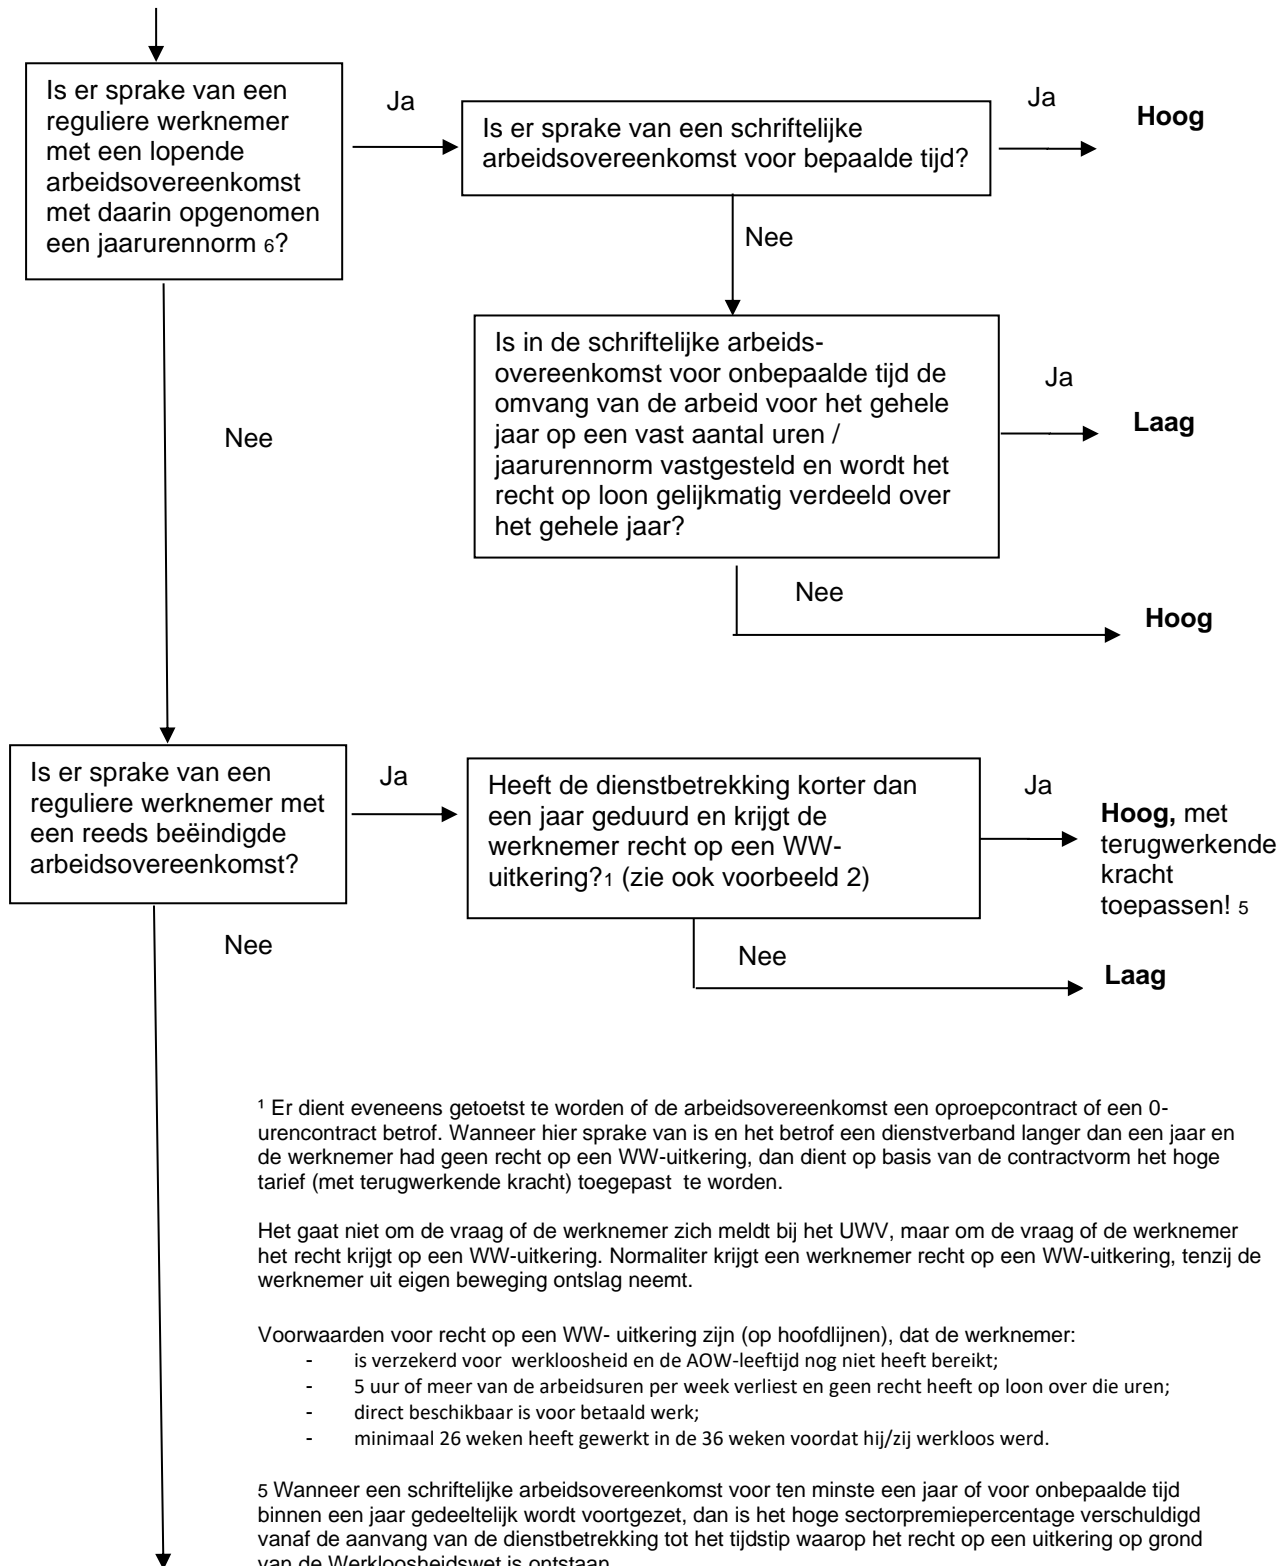 Is er sprake van een
reguliere werknemer
met een lopende
arbeidsovereenkomst
met daarin opgenomen
een jaarurennorm 6?
Ja
Is er sprake van een schriftelijke
arbeidsovereenkomst voor bepaalde tijd?
Ja
Hoog
Nee
Is in de schriftelijke arbeids-
overeenkomst voor onbepaalde tijd de
omvang van de arbeid voor het gehele
jaar op een vast aantal uren /
jaarurennorm vastgesteld en wordt het
recht op loon gelijkmatig verdeeld over
het gehele jaar?
Ja
Laag
Nee
Nee
Hoog
Is er sprake van een
reguliere werknemer met
een reeds beëindigde
arbeidsovereenkomst?
Ja
Heeft de dienstbetrekking korter dan
een jaar geduurd en krijgt de
werknemer recht op een WW-
uitkering?1 (zie ook voorbeeld 2)
Ja
Hoog, met
terugwerkende
kracht
toepassen! 5
Nee
Nee
Laag
¹ Er dient eveneens getoetst te worden of de arbeidsovereenkomst een oproepcontract of een 0-
urencontract betrof. Wanneer hier sprake van is en het betrof een dienstverband langer dan een jaar en
de werknemer had geen recht op een WW-uitkering, dan dient op basis van de contractvorm het hoge
tarief (met terugwerkende kracht) toegepast te worden.
Het gaat niet om de vraag of de werknemer zich meldt bij het UWV, maar om de vraag of de werknemer
het recht krijgt op een WW-uitkering. Normaliter krijgt een werknemer recht op een WW-uitkering, tenzij de
werknemer uit eigen beweging ontslag neemt.
Voorwaarden voor recht op een WW- uitkering zijn (op hoofdlijnen), dat de werknemer:
- is verzekerd voor werkloosheid en de AOW-leeftijd nog niet heeft bereikt;
- 5 uur of meer van de arbeidsuren per week verliest en geen recht heeft op loon over die uren;
- direct beschikbaar is voor betaald werk;
- minimaal 26 weken heeft gewerkt in de 36 weken voordat hij/zij werkloos werd.
5 Wanneer een schriftelijke arbeidsovereenkomst voor ten minste een jaar of voor onbepaalde tijd
binnen een jaar gedeeltelijk wordt voortgezet, dan is het hoge sectorpremiepercentage verschuldigd
vanaf de aanvang van de dienstbetrekking tot het tijdstip waarop het recht op een uitkering op grond
van de Werkloosheidswet is ontstaan